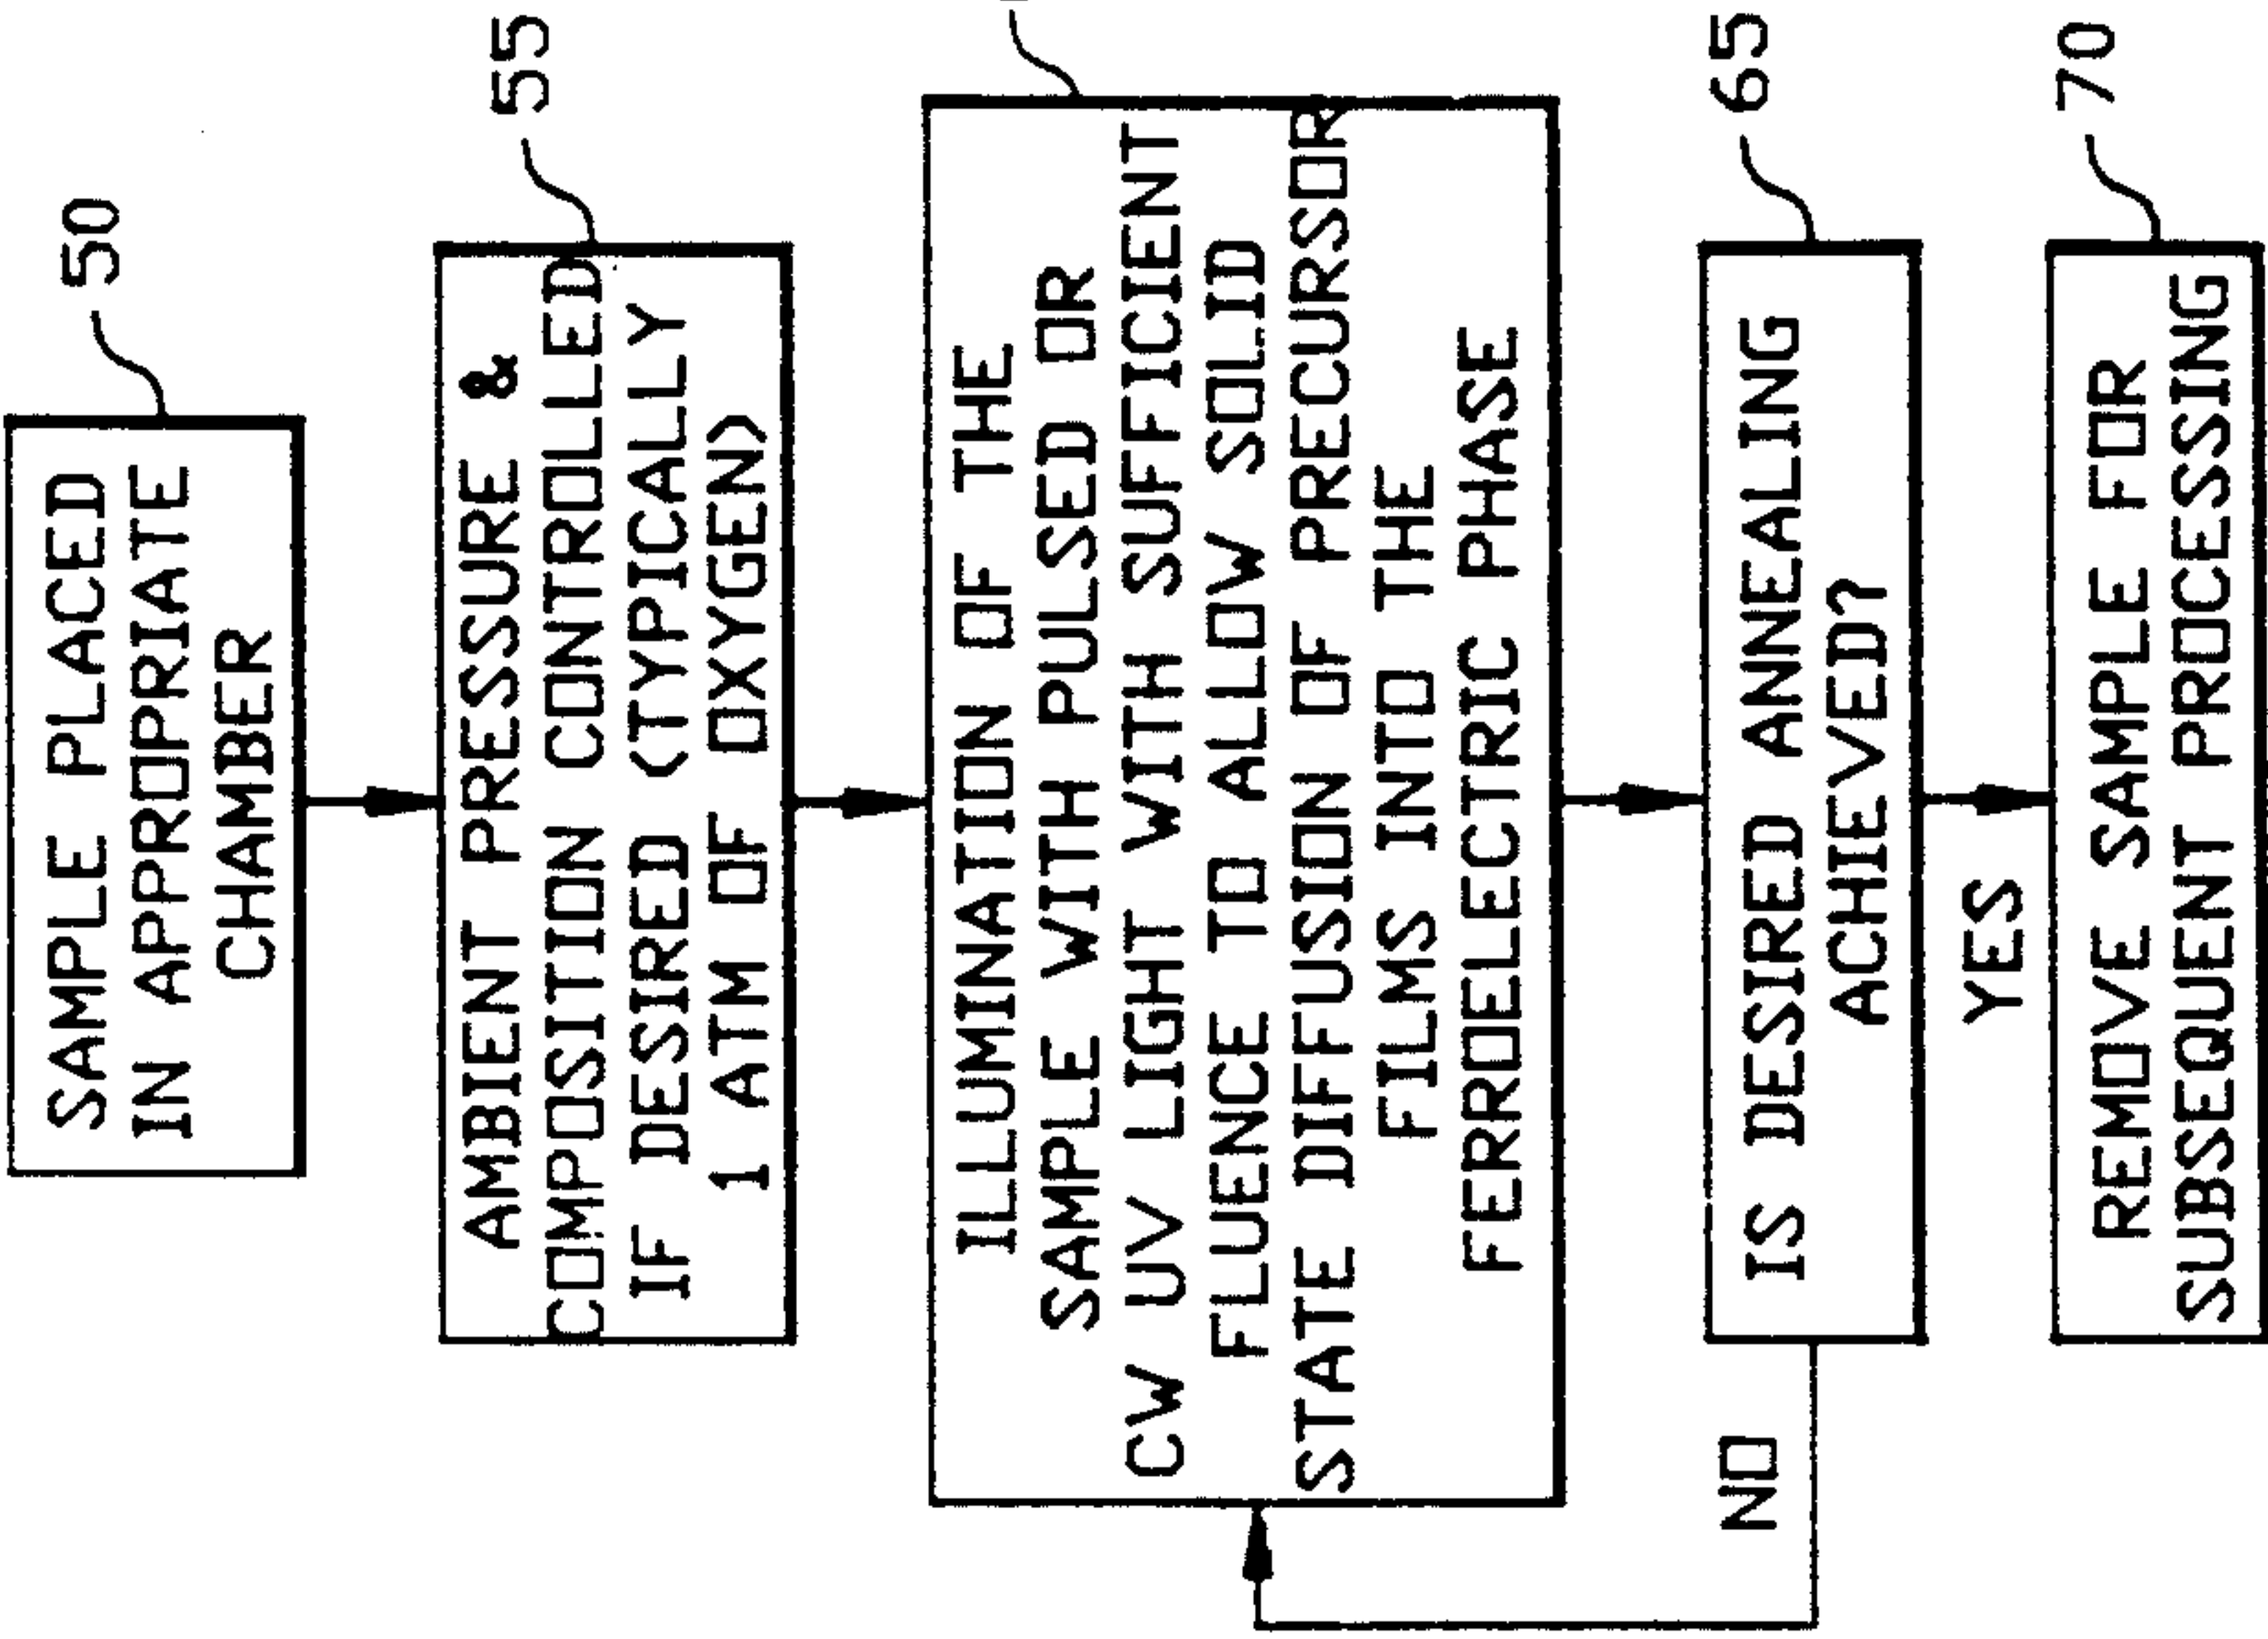 50
SAMPLE PLACED
IN APPROPRIATE
CHAMBER
55
AMBIENT PRESSURE &
COMPOSITION CONTROLLED
IF DESIRED (TYPICALLY
1 ATM OF OXYGEN)
ILLUMINATION OF THE
SAMPLE WITH PULSED OR
CW UV LIGHT WITH SUFFICIENT
FLUENCE TO ALLOW SOLID
STATE DIFFUSION OF PRECURSOR
FILMS INTO THE
FERROELECTRIC PHASE
65
IS DESIRED ANNEALING
ACHIEVED?
NO
YES
70
REMOVE SAMPLE FOR
SUBSEQUENT PROCESSING